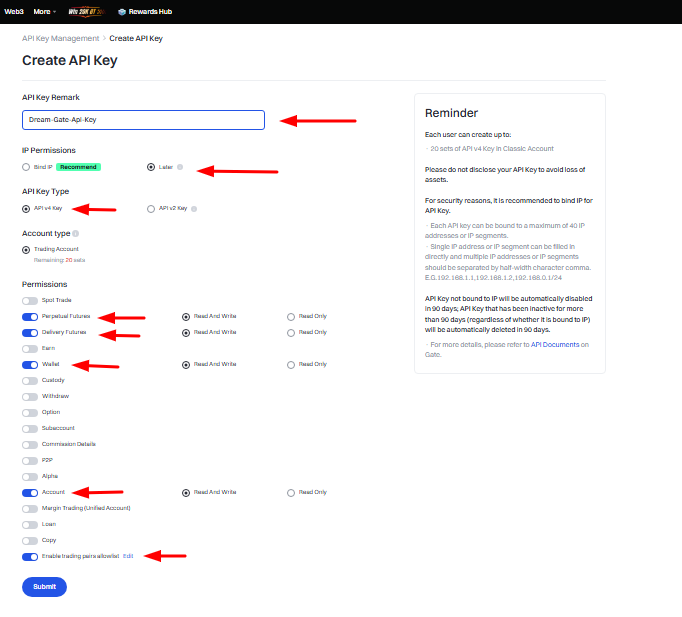 Web3 More Win 20K GT Rewards Hub
API Key Management > Create API Key
Create API Key
API Key Remark
Dream-Gate-Api-Key
IP Permissions
Bind IP Recommend Later
API Key Type
API v4 Key API v2 Key
Account type
Trading Account
Remaining: 20 sets
Permissions
Spot Trade
Perpetual Futures Read And Write Read Only
Delivery Futures Read And Write Read Only
Earn
Wallet Read And Write Read Only
Custody
Withdraw
Option
Subaccount
Commission Details
P2P
Alpha
Account Read And Write Read Only
Margin Trading (Unified Account)
Loan
Copy
Enable trading pairs allowlist Edit
Submit
Reminder
Each user can create up to:
· 20 sets of API v4 Key in Classic Account
Please do not disclose your API Key to avoid loss of
assets.
For security reasons, it is recommended to bind IP for
API Key.
· Each API key can be bound to a maximum of 40 IP
addresses or IP segments.
· Single IP address or IP segment can be filled in
directly and multiple IP addresses or IP segments
should be separated by half-width character comma.
E.G.192.168.1.1,192.168.1.2,192.168.0.1/24
API Key not bound to IP will be automatically disabled
in 90 days; API Key that has been inactive for more
than 90 days (regardless of whether it is bound to IP)
will be automatically deleted in 90 days.
· For more details, please refer to API Documents on
Gate.